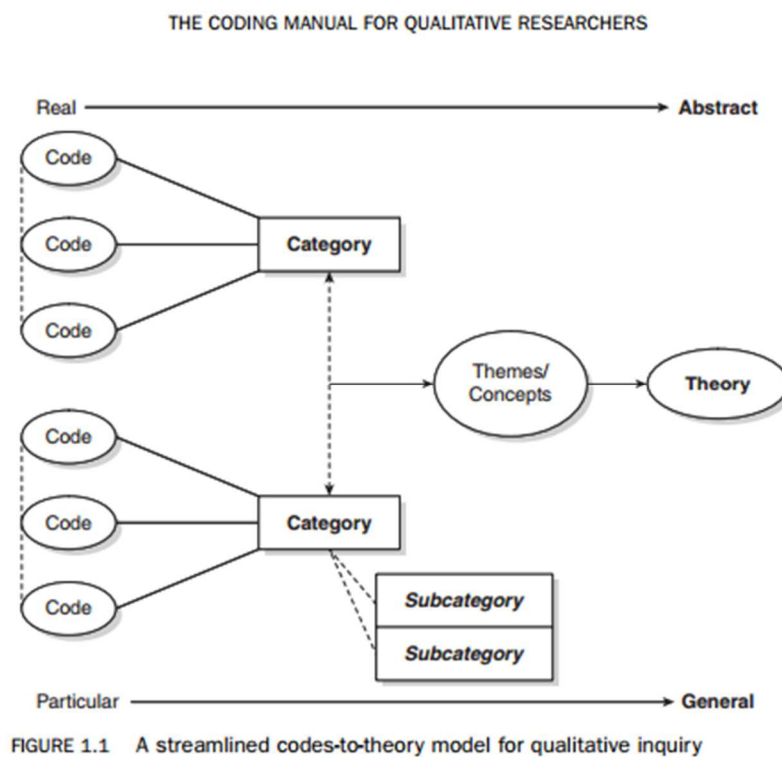 THE CODING MANUAL FOR QUALITATIVE RESEARCHERS
Real Abstract
Code
Code
Category
Code
Themes/
Concepts
Theory
Code
Code
Category
Code
Subcategory
Subcategory
Particular General
FIGURE 1.1 A streamlined codes-to-theory model for qualitative inquiry